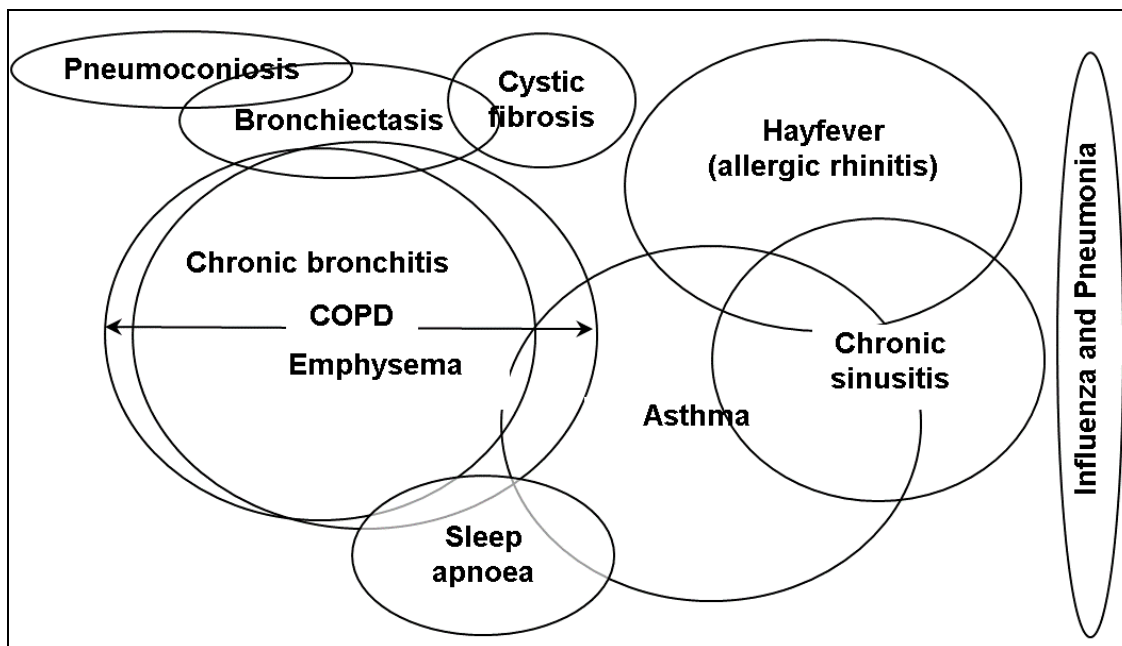 Pneumoconiosis
Bronchiectasis
Cystic
fibrosis
Hayfever
(allergic rhinitis)
Chronic bronchitis
COPD
Emphysema
Asthma
Chronic
sinusitis
Sleep
apnoea
Influenza and Pneumonia